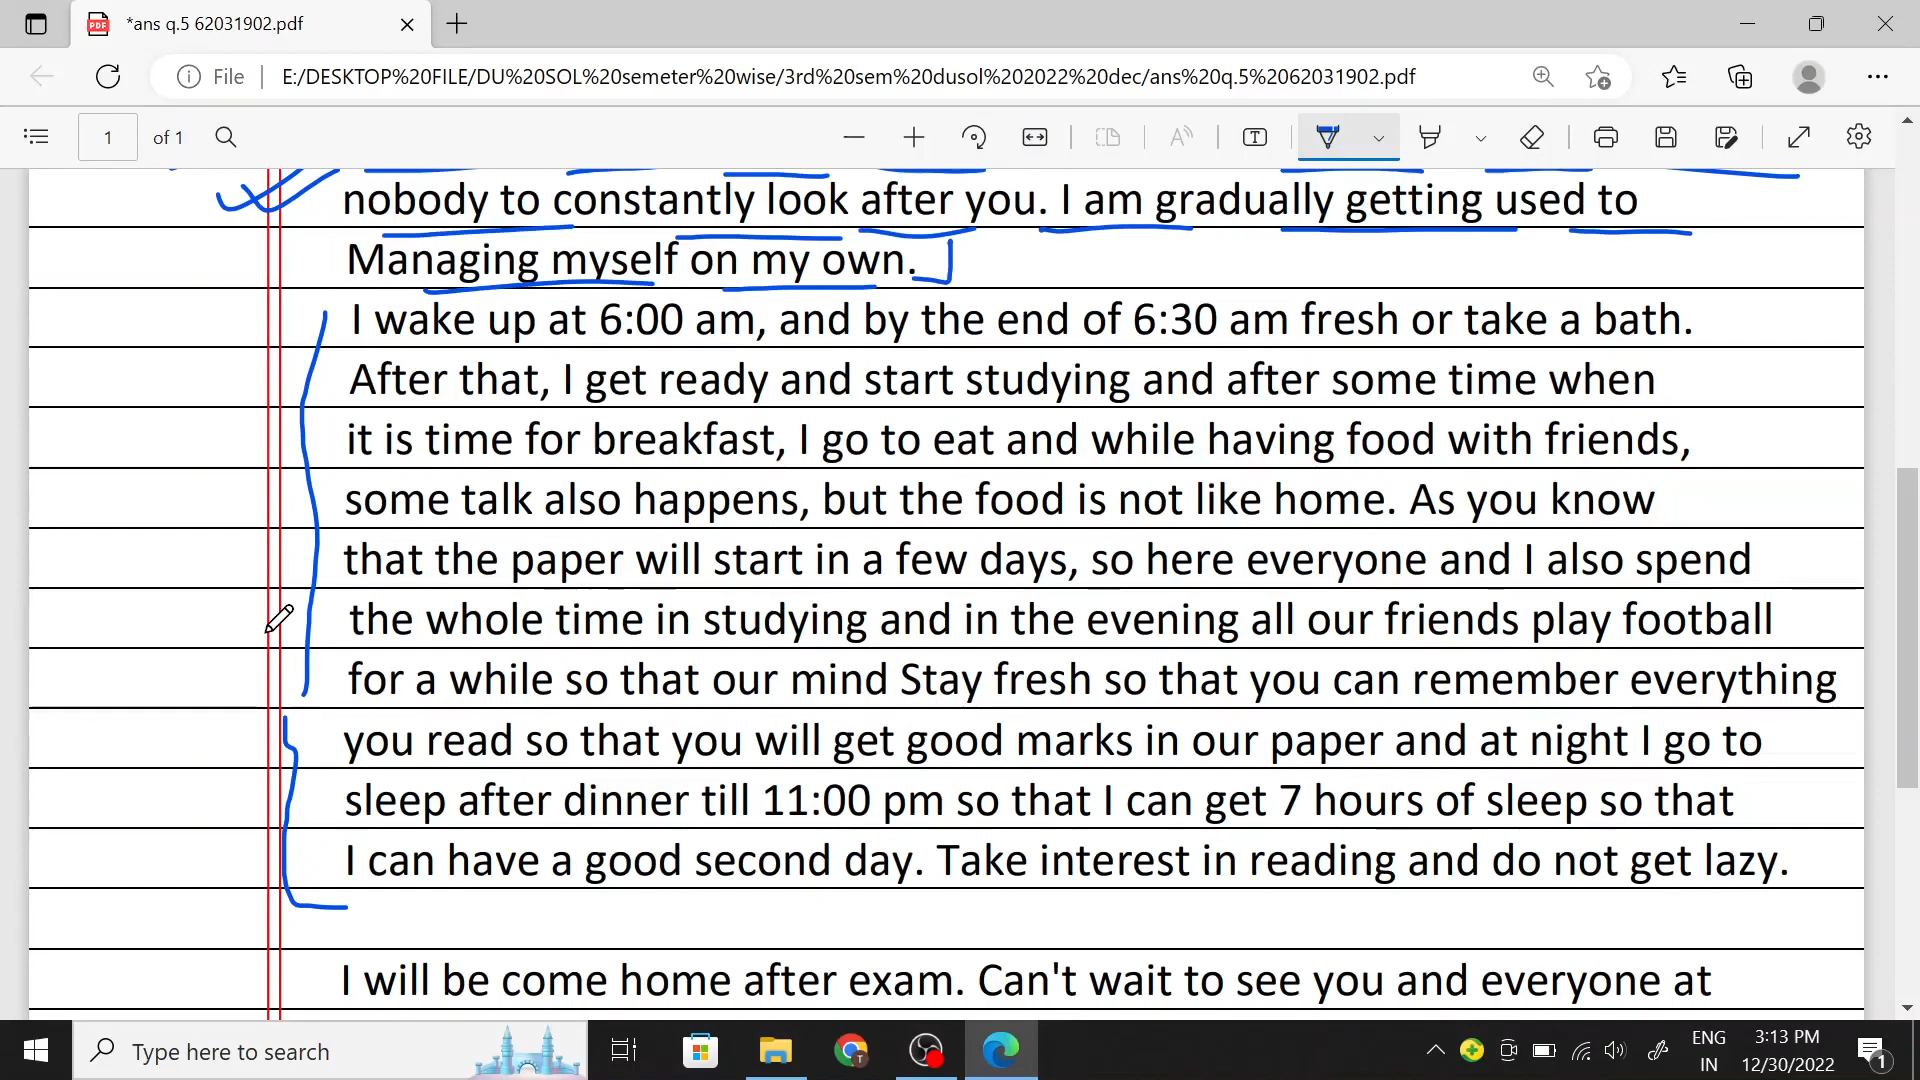 *ans q.5 62031902.pdf
File
E:/DESKTOP%20FILE/DU%20SOL%20semeter%20wise/3rd%20sem%20dusol%202022%20dec/ans%20q.5%2062031902.pdf
1 of 1
nobody to constantly look after you. I am gradually getting used to
Managing myself on my own.
I wake up at 6:00 am, and by the end of 6:30 am fresh or take a bath.
After that, I get ready and start studying and after some time when
it is time for breakfast, I go to eat and while having food with friends,
some talk also happens, but the food is not like home. As you know
that the paper will start in a few days, so here everyone and I also spend
the whole time in studying and in the evening all our friends play football
for a while so that our mind Stay fresh so that you can remember everything
you read so that you will get good marks in our paper and at night I go to
sleep after dinner till 11:00 pm so that I can get 7 hours of sleep so that
I can have a good second day. Take interest in reading and do not get lazy.
I will be come home after exam. Can't wait to see you and everyone at
Type here to search
ENG
IN
3:13 PM
12/30/2022
1